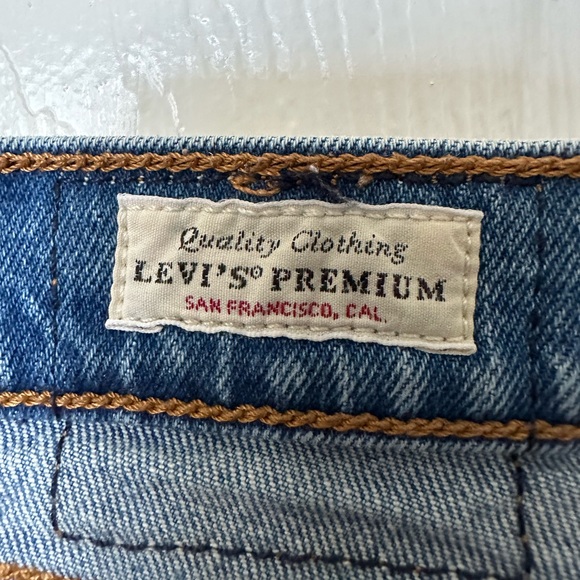 Quality Clothing
LEVI'S® PREMIUM
SAN FRANCISCO, CAL.